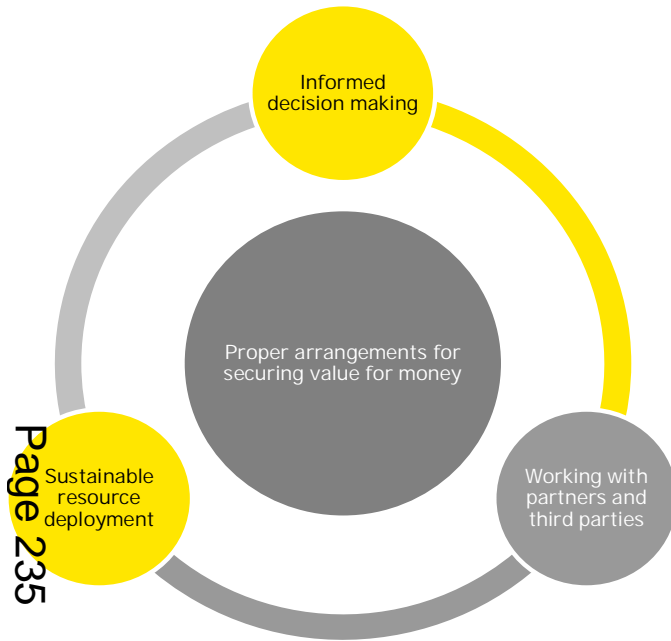 Informed
decision making
Proper arrangements for
securing value for money
Sustainable
resource
deployment
Working with
partners and
third parties
Page 235